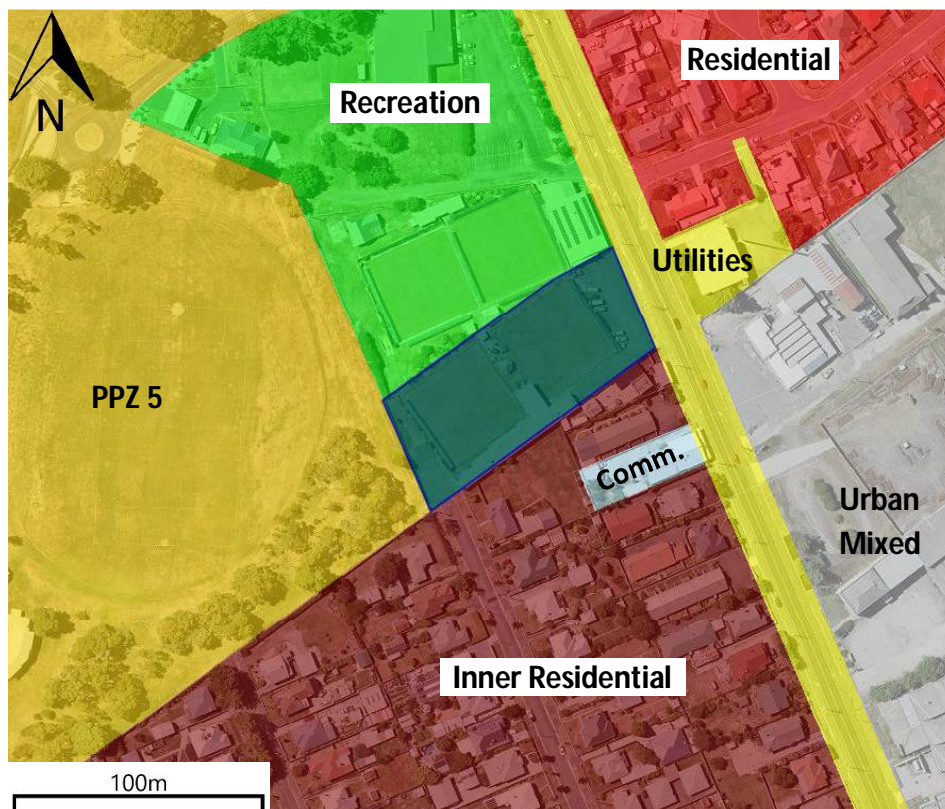 Residential
Recreation
N
Utilities
PPZ 5
Comm.
Urban
Mixed
Inner Residential
100m